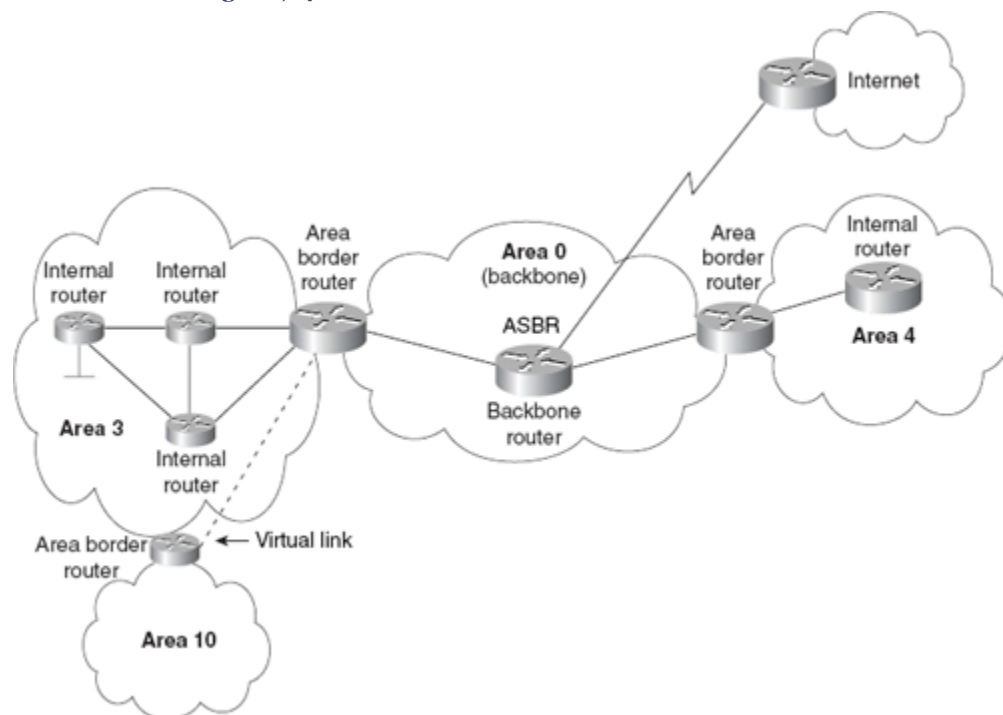 Internet
Area
border
router
Area 0
(backbone)
Area
border
router
Internal
router
Internal
router
Internal
router
ASBR
Area 4
Backbone
router
Area 3
Internal
router
Virtual link
Area border
router
Area 10